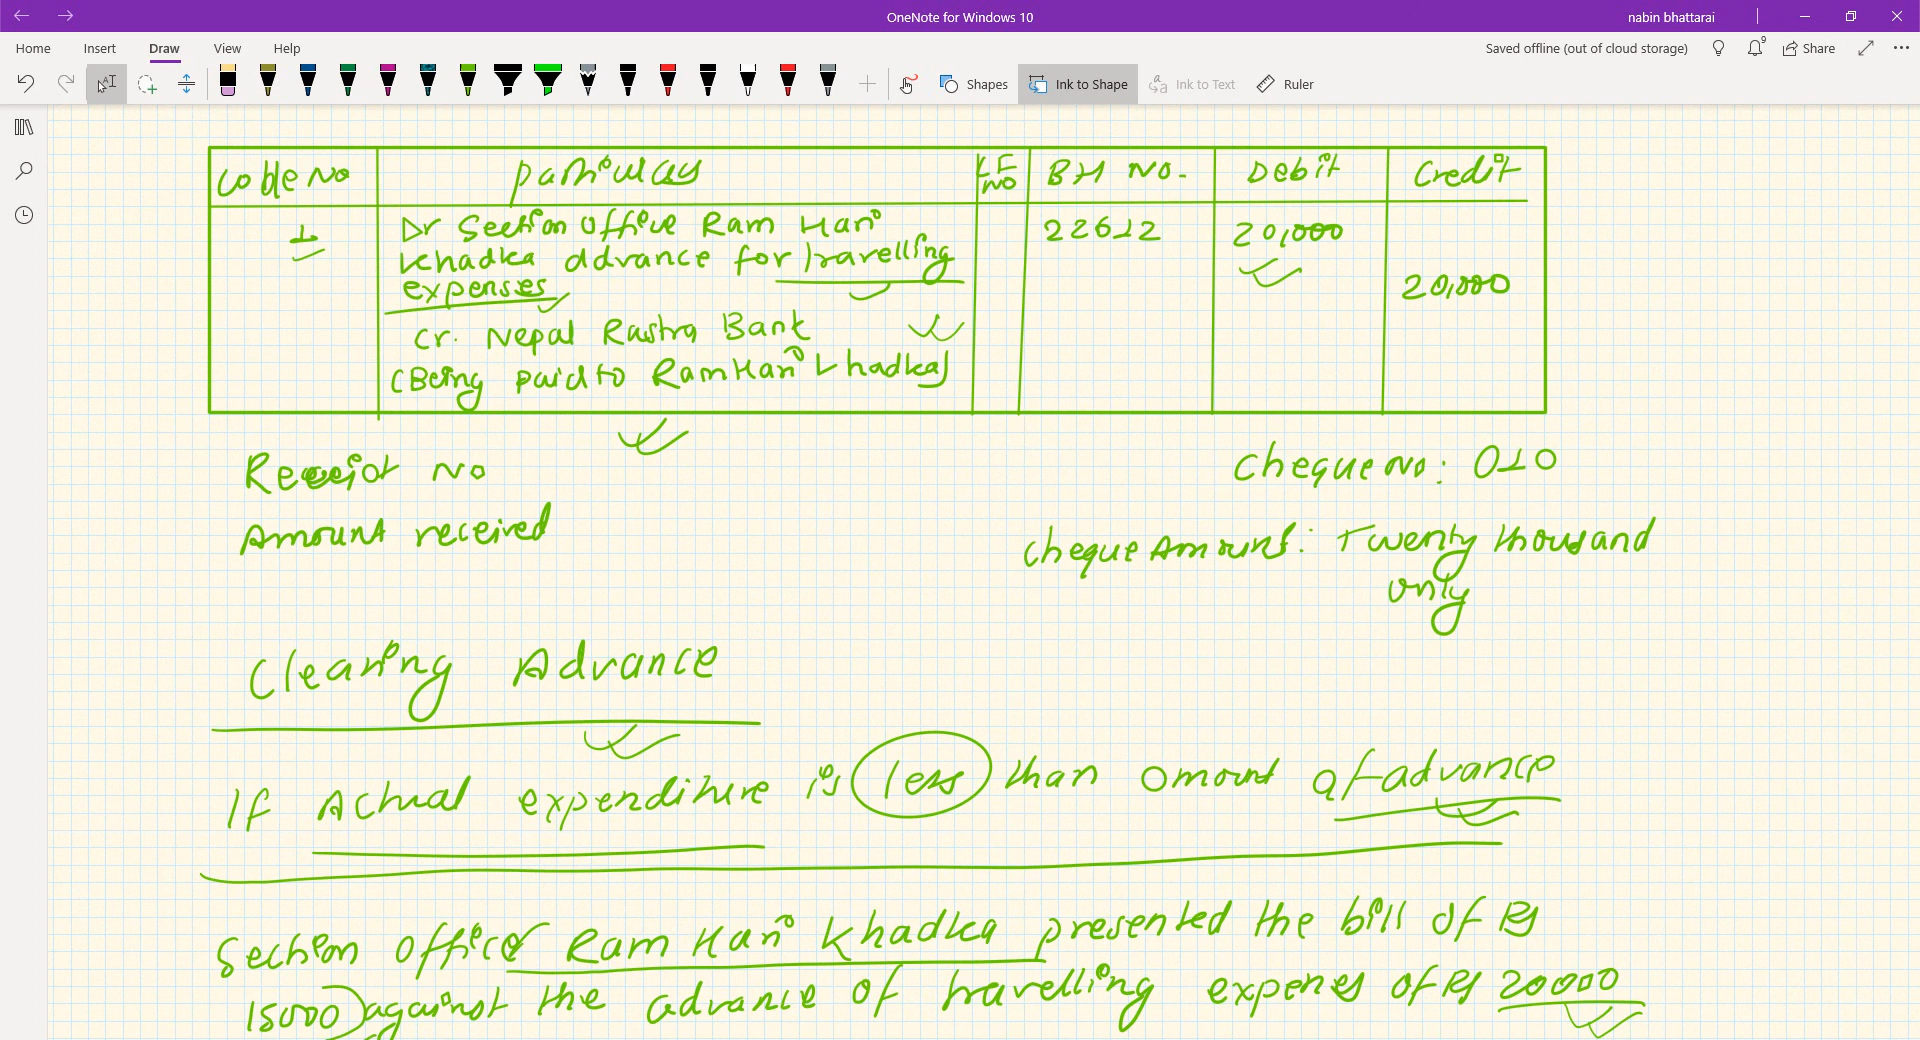 OneNote for Windows 10
nabin bhattarai
Home Insert Draw View Help
Saved offline (out of cloud storage) 9 Share
Shapes Ink to Shape Ink to Text Ruler
Code No Particulars LF NO BH No. Debit Credit
1 Dr Section Office Ram Hari 22612 20,000
Khadka advance for travelling
expenses 20,000
Cr. Nepal Rastra Bank
(Being paid to Ram Hari Khadka)
Receipt No Cheque No: 010
Amount received Cheque Amount: Twenty thousand
only
Clearing Advance
If Actual expenditure is less than amount of advance
Section officer Ram Hari Khadka presented the bill of Rs
15000 against the advance of travelling expenses of Rs 20000